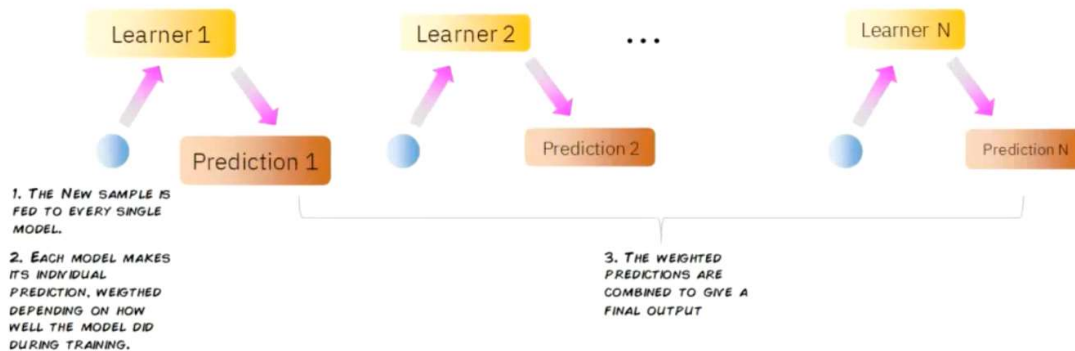 Learner 1
Learner 2
...
Learner N
Prediction 1
Prediction 2
Prediction N
1. THE NEW SAMPLE IS
FED TO EVERY SINGLE
MODEL.
2. EACH MODEL MAKES
ITS INDIVIDUAL
PREDICTION, WEIGTHED
DEPENDING ON HOW
WELL THE MODEL DID
DURING TRAINING.
3. THE WEIGHTED
PREDICTIONS ARE
COMBINED TO GIVE A
FINAL OUTPUT